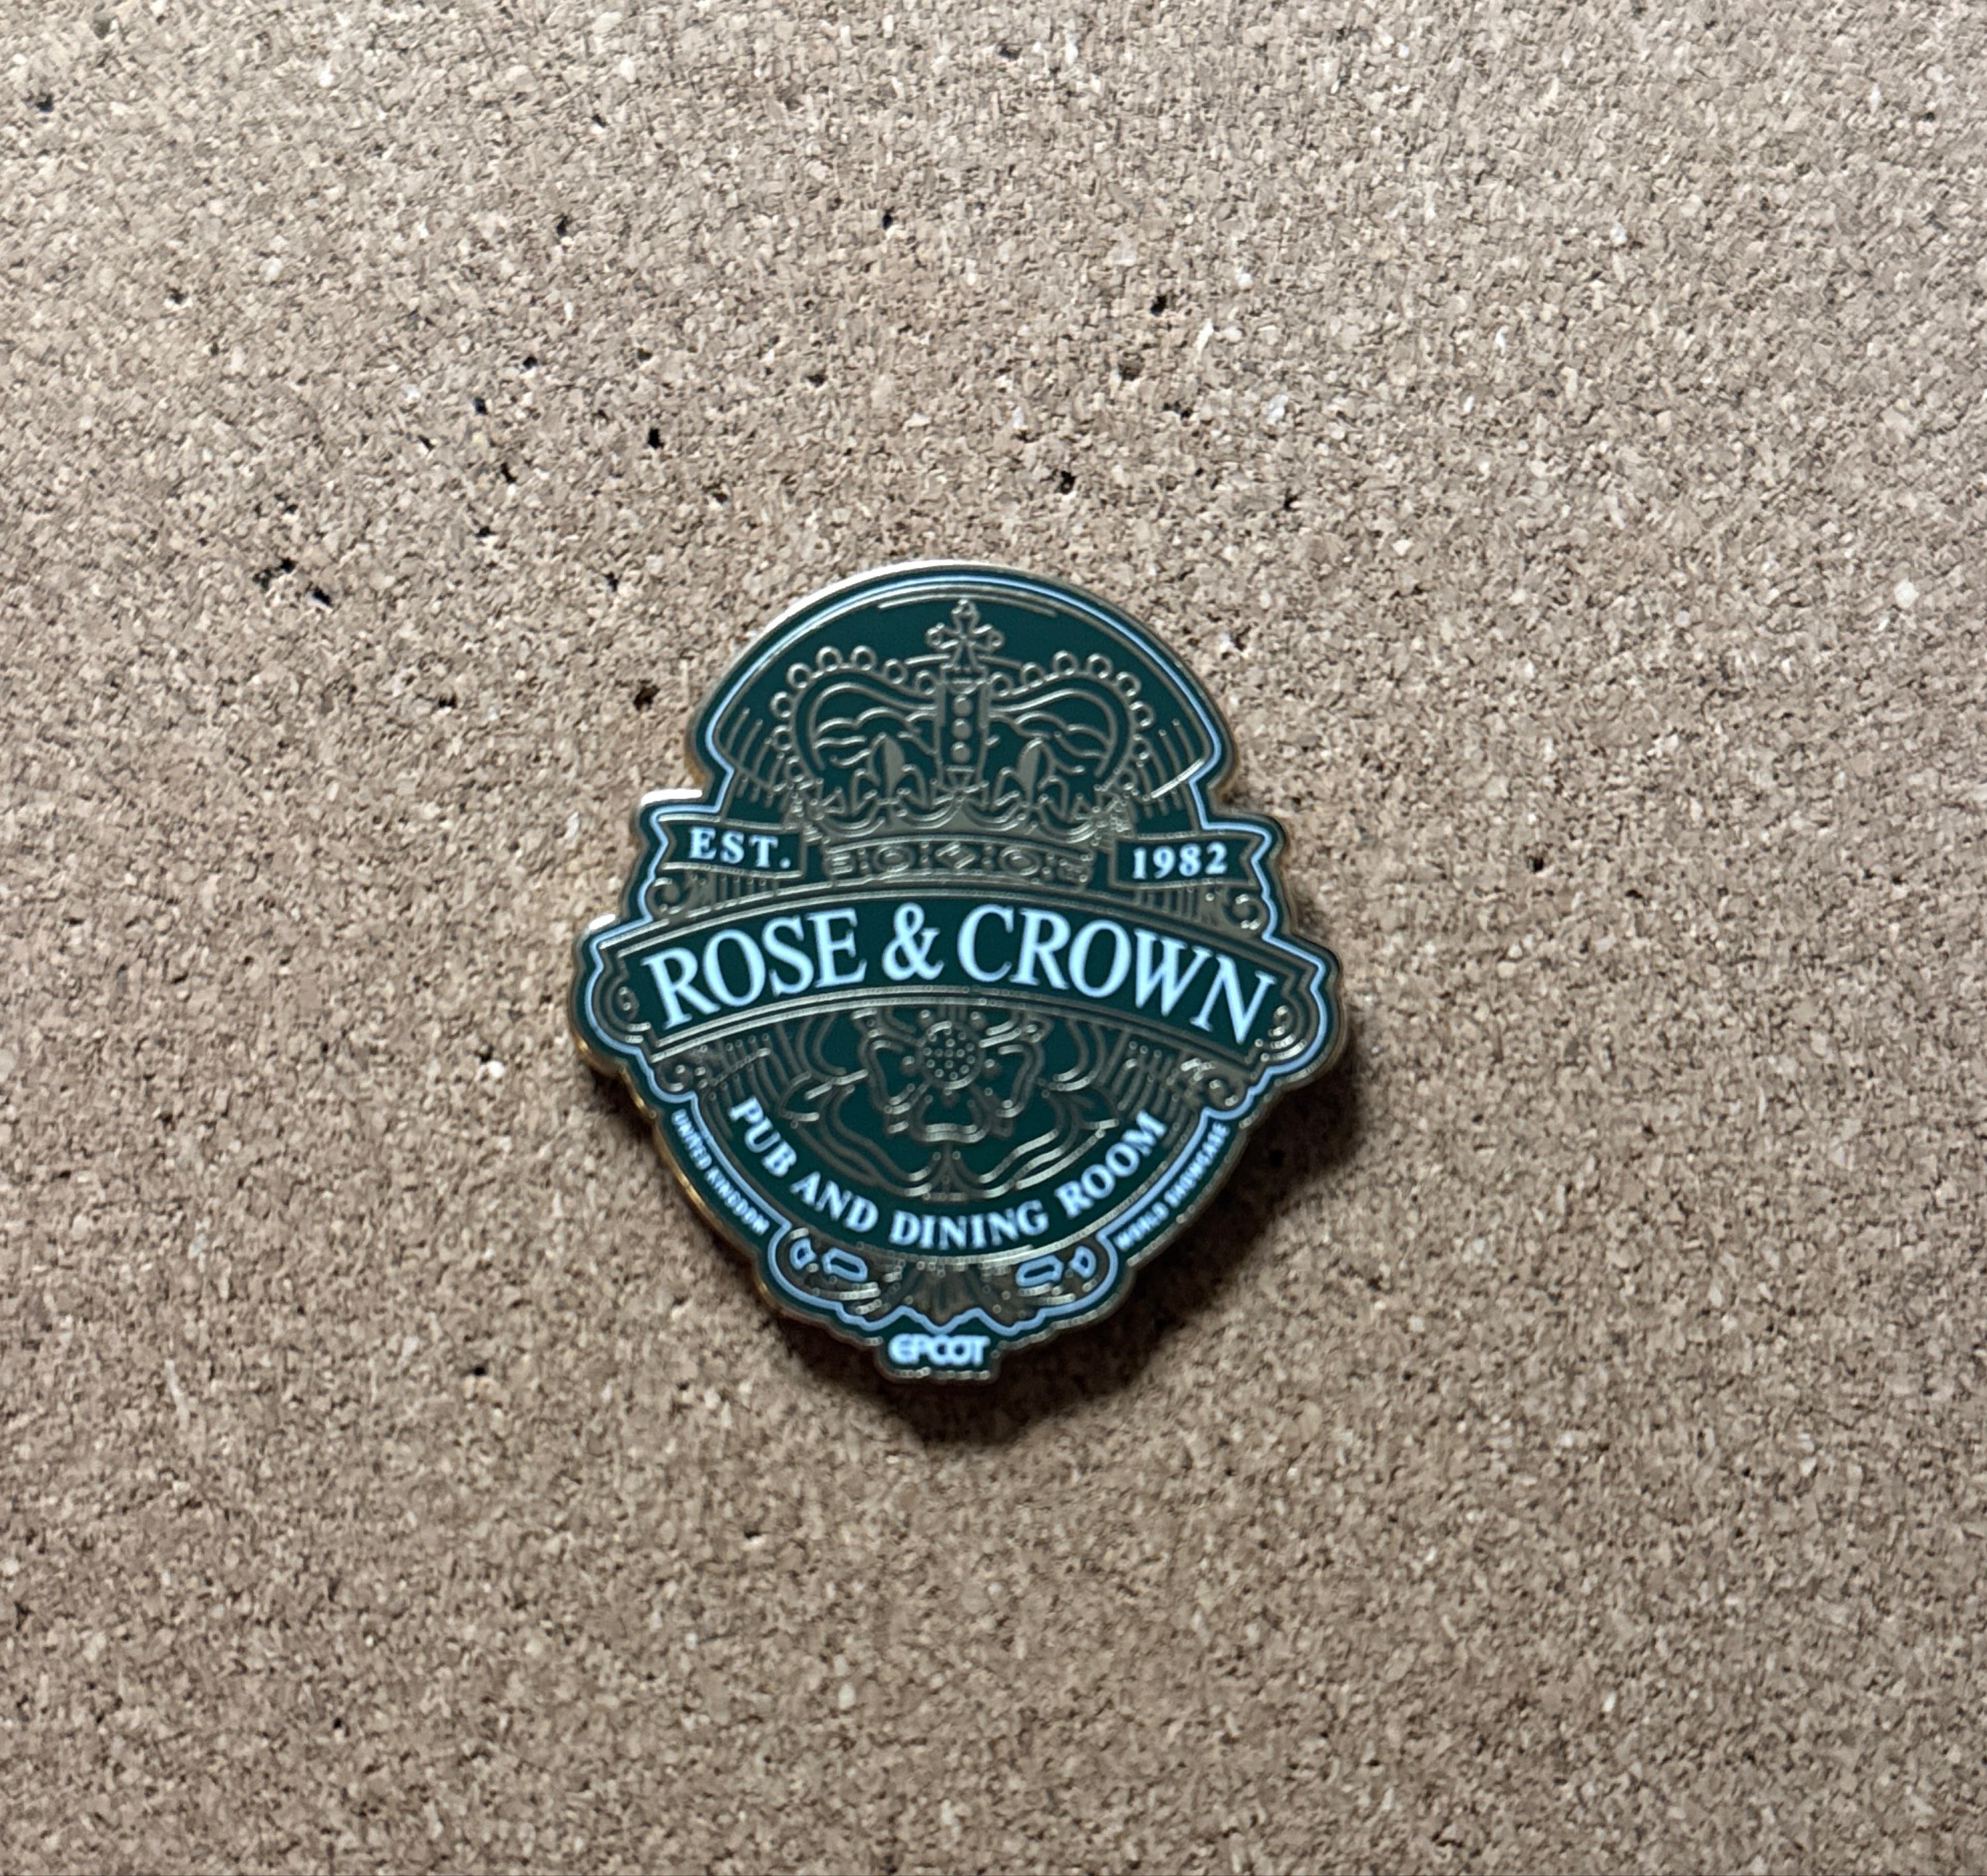 EST. 1982
ROSE & CROWN
PUB AND DINING ROOM
UNITED KINGDOM
WORLD SHOWCASE
EPCOT